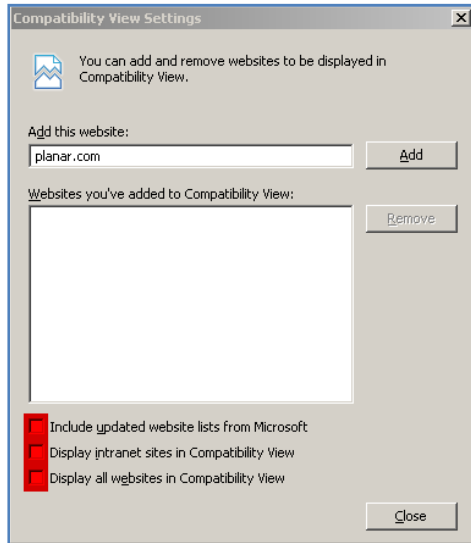 Compatibility View Settings
You can add and remove websites to be displayed in
Compatibility View.
Add this website:
planar.com
Add
Websites you've added to Compatibility View:
Remove
Include updated website lists from Microsoft
Display intranet sites in Compatibility View
Display all websites in Compatibility View
Close